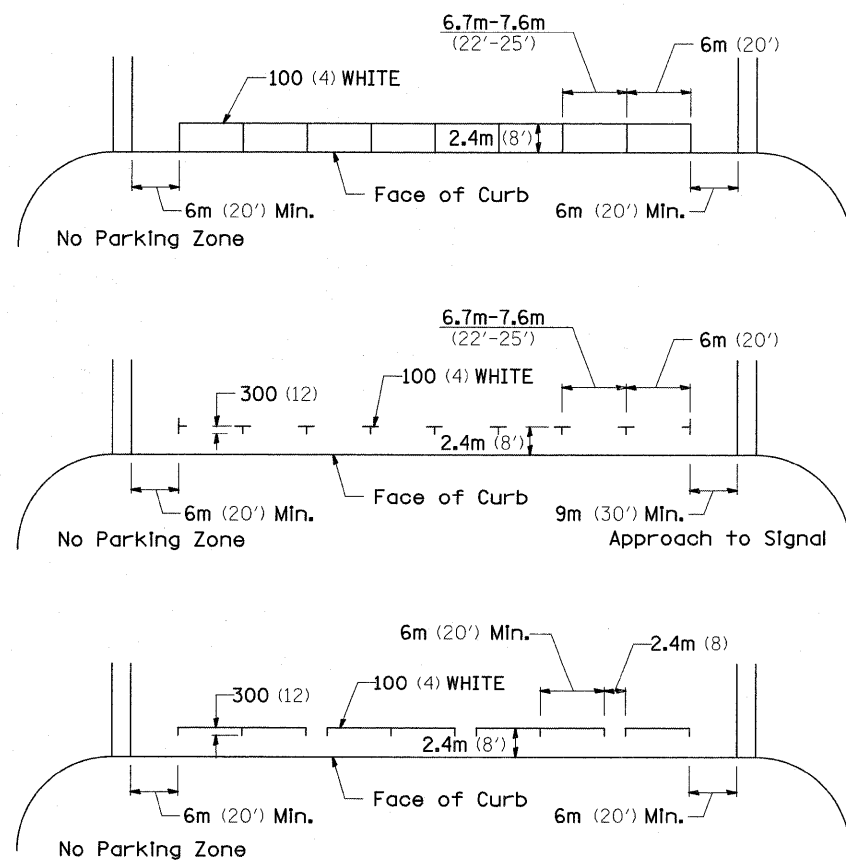 6.7m-7.6m
(22'-25')
6m (20')
100 (4) WHITE
2.4m (8')
Face of Curb
6m (20') Min.
6m (20') Min.
No Parking Zone
6.7m-7.6m
(22'-25')
6m (20')
300 (12)
100 (4) WHITE
2.4m (8')
Face of Curb
6m (20') Min.
9m (30') Min.
No Parking Zone
Approach to Signal
6m (20') Min.
2.4m (8)
300 (12)
100 (4) WHITE
2.4m (8')
Face of Curb
6m (20') Min.
6m (20') Min.
No Parking Zone